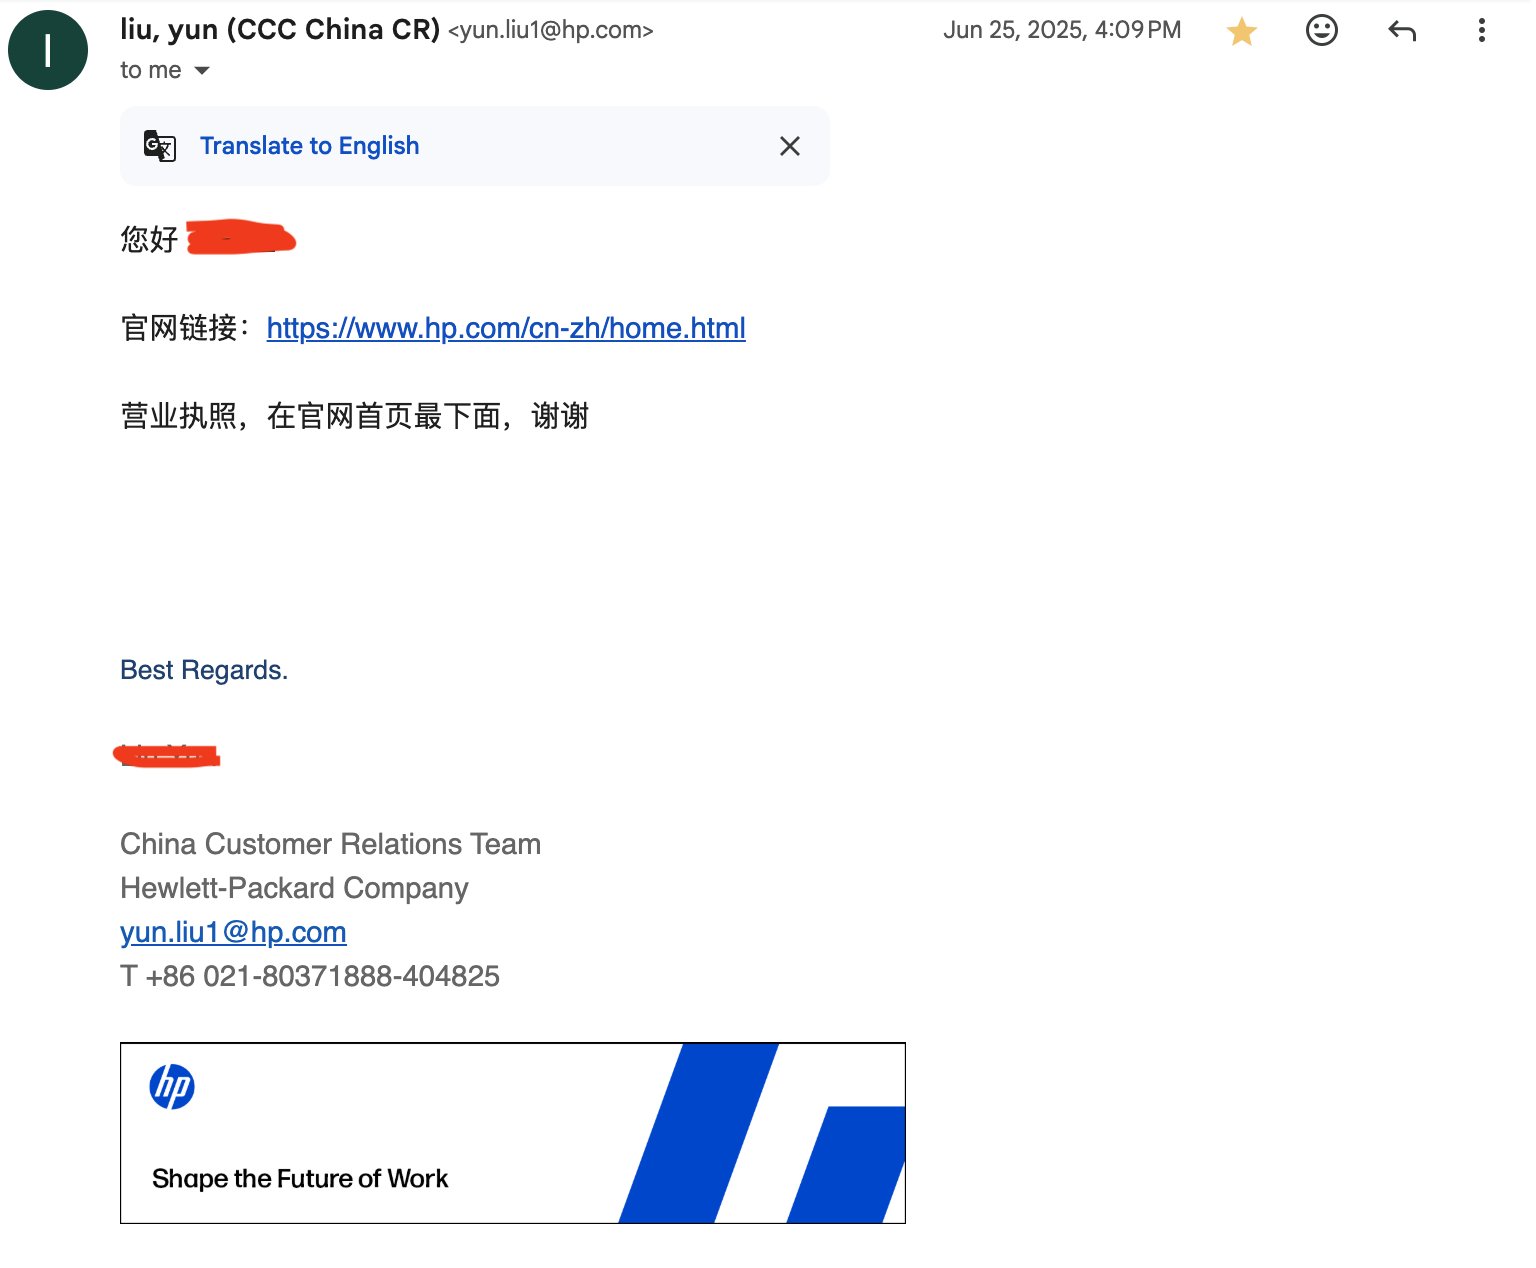 liu, yun (CCC China CR) <yun.liu1@hp.com>
Jun 25, 2025, 4:09 PM
to me
Translate to English
您好
官网链接：https://www.hp.com/cn-zh/home.html
营业执照，在官网首页最下面，谢谢
Best Regards.
China Customer Relations Team
Hewlett-Packard Company
yun.liu1@hp.com
T +86 021-80371888-404825
hp
Shape the Future of Work